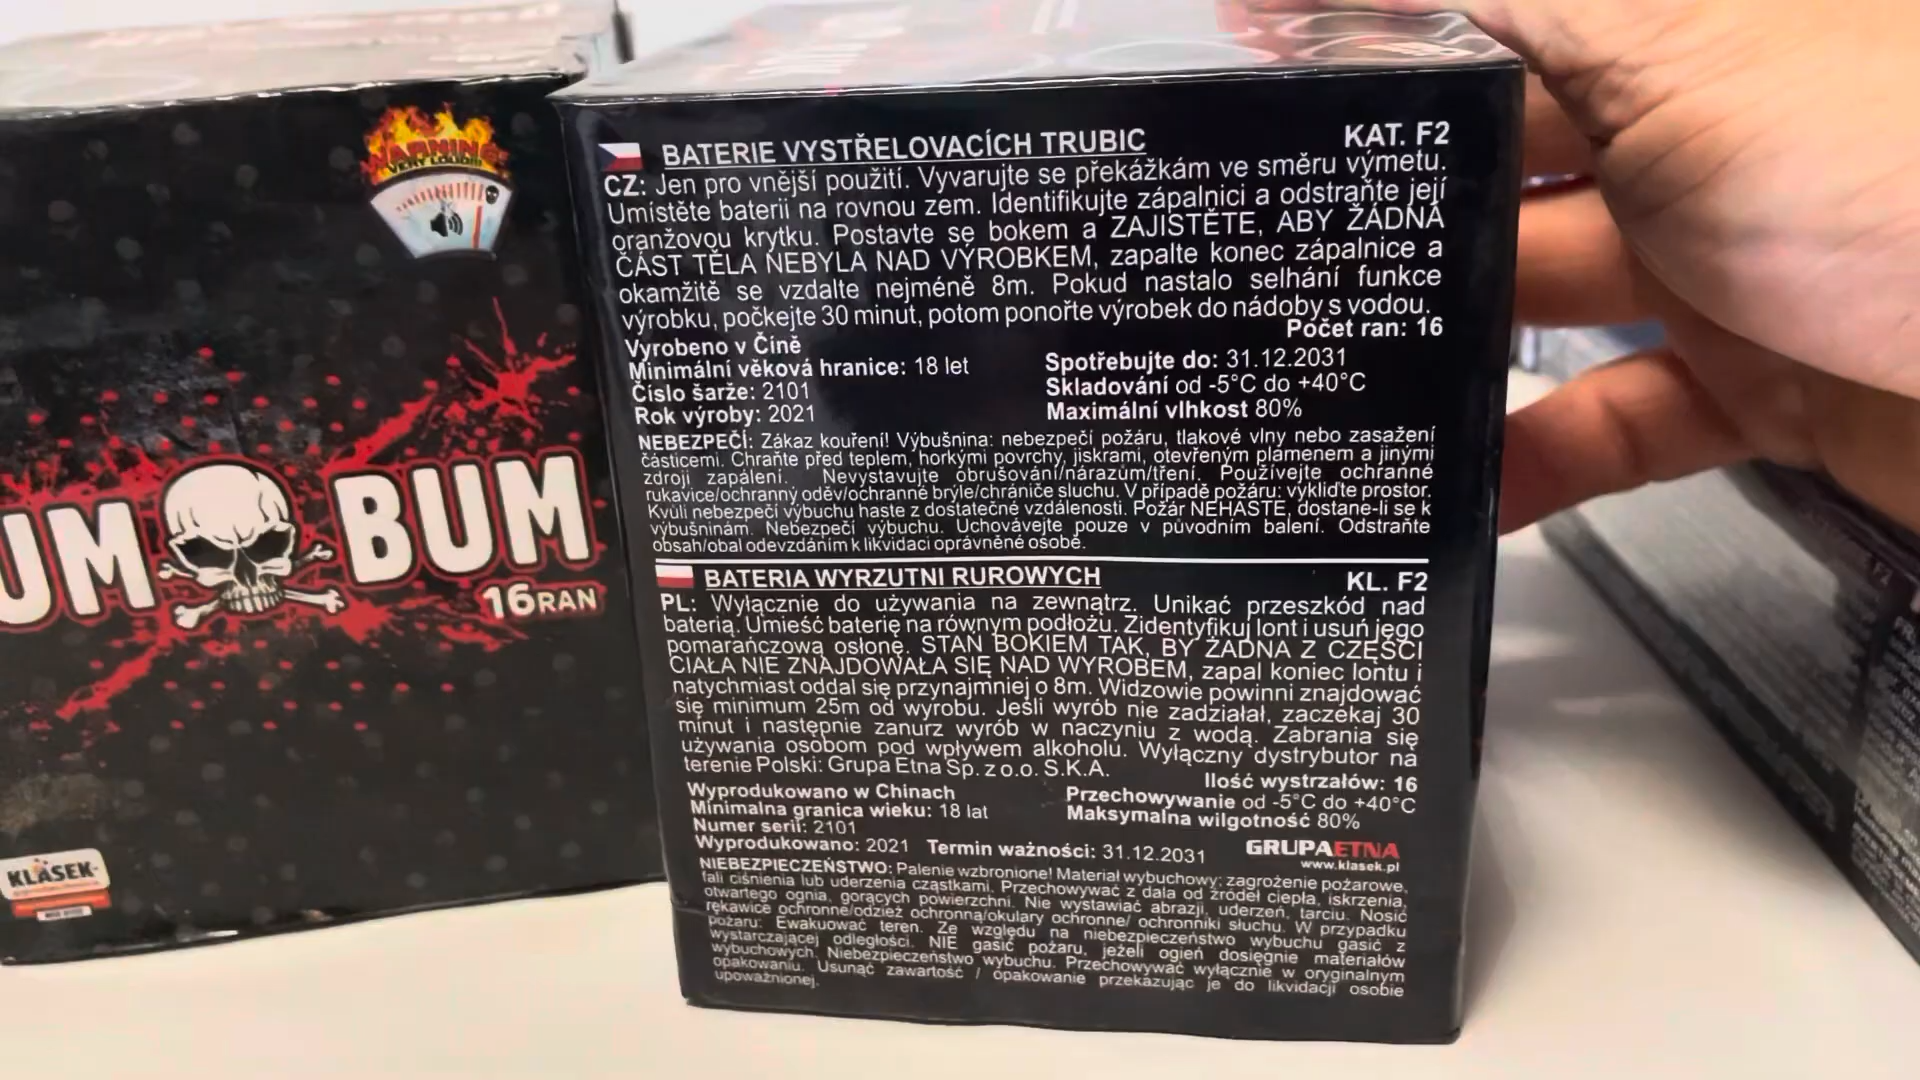 WARNING!
VERY LOUD!!!
UM BUM
16 RAN
KLÁSEK
BATERIE VYSTŘELOVACÍCH TRUBIC KAT. F2
CZ: Jen pro vnější použití. Vyvarujte se překážkám ve směru výmetu.
Umístěte baterii na rovnou zem. Identifikujte zápalnici a odstraňte její
oranžovou krytku. Postavte se bokem a ZAJISTĚTE, ABY ŽÁDNÁ
ČÁST TĚLA NEBYLA NAD VÝROBKEM, zapalte konec zápalnice a
okamžitě se vzdalte nejméně 8m. Pokud nastalo selhání funkce
výrobku, počkejte 30 minut, potom ponořte výrobek do nádoby s vodou.
Počet ran: 16
Vyrobeno v Číně
Minimální věková hranice: 18 let Spotřebujte do: 31.12.2031
Číslo šarže: 2101 Skladování od -5°C do +40°C
Rok výroby: 2021 Maximální vlhkost 80%
NEBEZPEČÍ: Zákaz kouření! Výbušnina: nebezpečí požáru, tlakové vlny nebo zasažení
částicemi. Chraňte před teplem, horkými povrchy, jiskrami, otevřeným plamenem a jinými
zdroji zapálení. Nevystavujte obrušování/nárazům/tření. Používejte ochranné
rukavice/ochranný oděv/ochranné brýle/chrániče sluchu. V případě požáru: vykliďte prostor.
Kvůli nebezpečí výbuchu haste z dostatečné vzdálenosti. Požár NEHASTE, dostane-li se k
výbušninám. Nebezpečí výbuchu. Uchovávejte pouze v původním balení. Odstraňte
obsah/obal odevzdáním k likvidaci oprávněné osobě.
BATERIA WYRZUTNI RUROWYCH KL. F2
PL: Wyłącznie do używania na zewnątrz. Unikać przeszkód nad
baterią. Umieść baterię na równym podłożu. Zidentyfikuj lont i usuń jego
pomarańczową osłonę. STAŃ BOKIEM TAK, BY ŻADNA Z CZĘŚCI
CIAŁA NIE ZNAJDOWAŁA SIĘ NAD WYROBEM, zapal koniec lontu i
natychmiast oddal się przynajmniej o 8m. Widzowie powinni znajdować
się minimum 25m od wyrobu. Jeśli wyrób nie zadziałał, zaczekaj 30
minut i następnie zanurz wyrób w naczyniu z wodą. Zabrania się
używania osobom pod wpływem alkoholu. Wyłączny dystrybutor na
terenie Polski: Grupa Etna Sp. z o.o. S.K.A.
Ilość wystrzałów: 16
Wyprodukowano w Chinach Przechowywanie od -5°C do +40°C
Minimalna granica wieku: 18 lat Maksymalna wilgotność 80%
Numer serii: 2101
Wyprodukowano: 2021 Termin ważności: 31.12.2031 GRUPAETNA
www.klasek.pl
NIEBEZPIECZEŃSTWO: Palenie wzbronione! Materiał wybuchowy; zagrożenie pożarowe,
fali ciśnienia lub uderzenia cząstkami. Przechowywać z dala od źródeł ciepła, iskrzenia,
otwartego ognia, gorących powierzchni. Nie wystawiać abrazji, uderzeń, tarciu. Nosić
rękawice ochronne/odzież ochronną/okulary ochronne/ ochronniki słuchu. W przypadku
pożaru: Ewakuować teren. Ze względu na niebezpieczeństwo wybuchu gasić z
wystarczającej odległości. NIE gasić pożaru, jeżeli ogień dosięgnie materiałów
wybuchowych. Niebezpieczeństwo wybuchu. Przechowywać wyłącznie w oryginalnym
opakowaniu. Usunąć zawartość / opakowanie przekazując je do likwidacji osobie
upoważnionej.